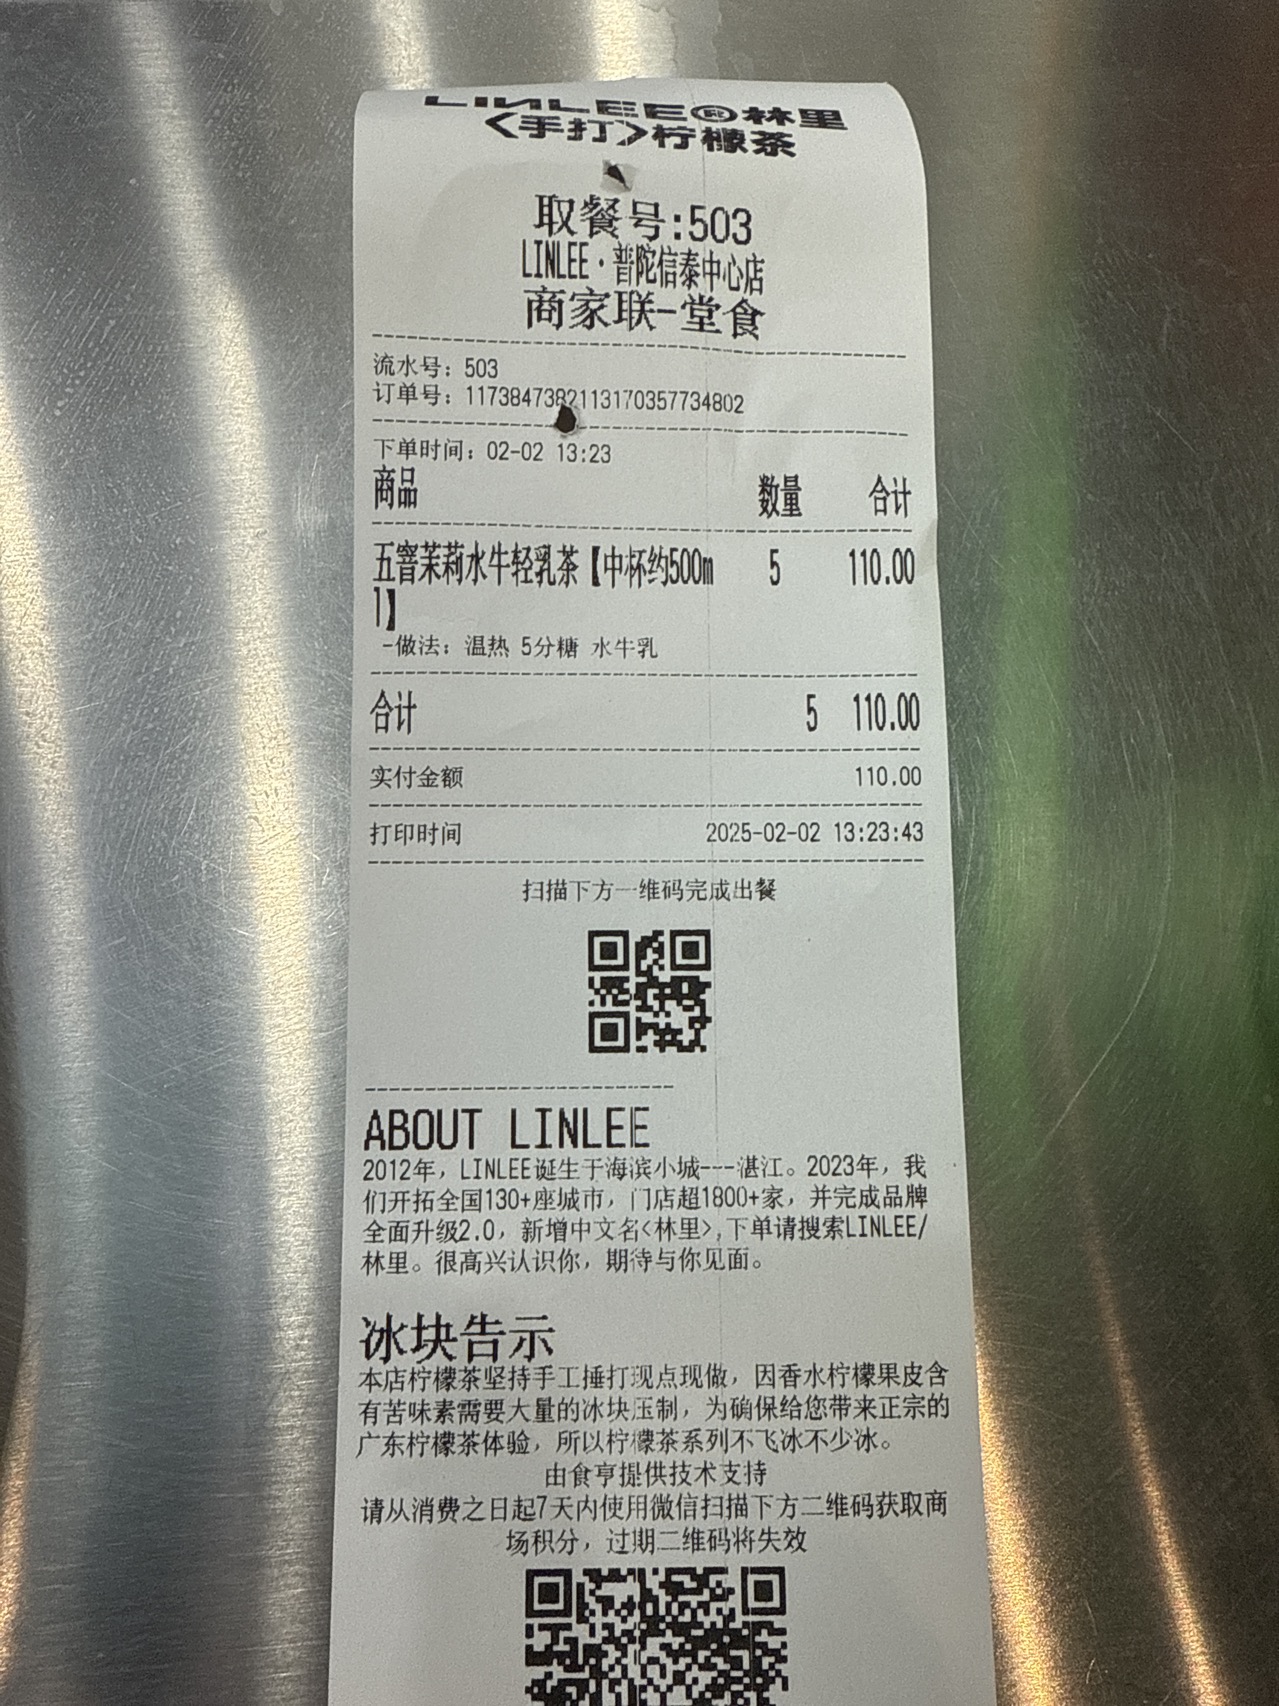 LINLEE®林里
<手打>柠檬茶
取餐号:503
LINLEE·普陀信泰中心店
商家联-堂食
流水号: 503
订单号: 1173847382113170357734802
下单时间: 02-02 13:23
商品 数量 合计
五窨茉莉水牛轻乳茶【中杯约500m 5 110.00
l】
-做法: 温热 5分糖 水牛乳
合计 5 110.00
实付金额 110.00
打印时间 2025-02-02 13:23:43
扫描下方一维码完成出餐
ABOUT LINLEE
2012年, LINLEE诞生于海滨小城---湛江。2023年, 我
们开拓全国130+座城市, 门店超1800+家, 并完成品牌
全面升级2.0, 新增中文名<林里>,下单请搜索LINLEE/
林里。很高兴认识你, 期待与你见面。
冰块告示
本店柠檬茶坚持手工捶打现点现做, 因香水柠檬果皮含
有苦味素需要大量的冰块压制, 为确保给您带来正宗的
广东柠檬茶体验, 所以柠檬茶系列不飞冰不少冰。
由食亨提供技术支持
请从消费之日起7天内使用微信扫描下方二维码获取商
场积分, 过期二维码将失效